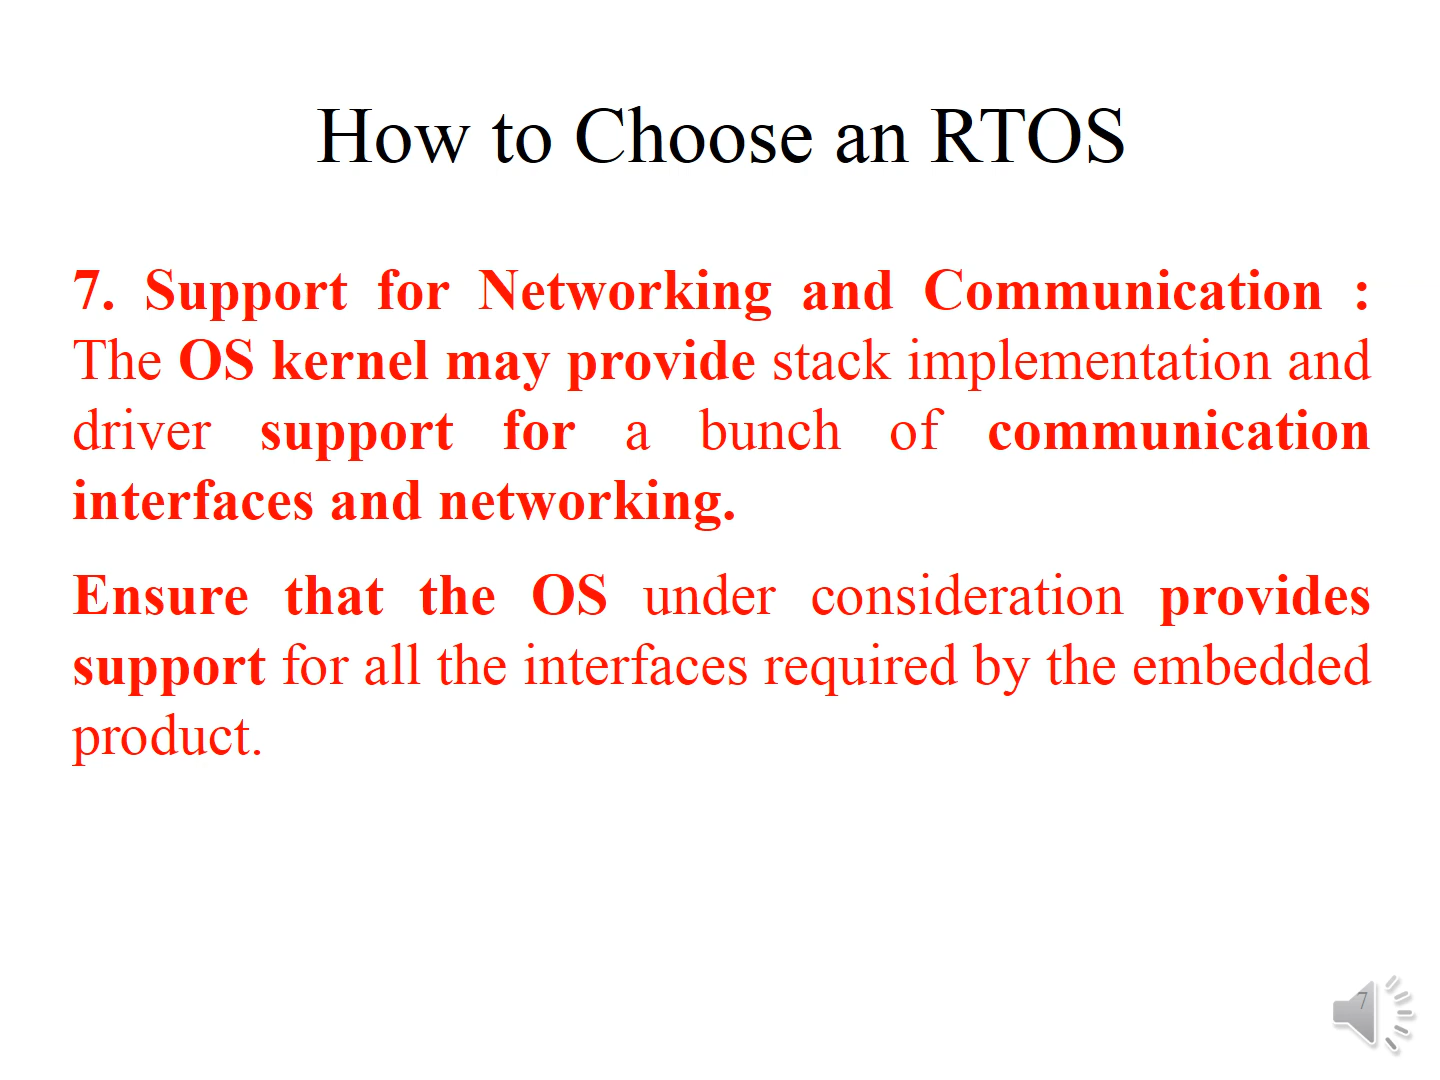 How to Choose an RTOS
7. Support for Networking and Communication :
The OS kernel may provide stack implementation and
driver support for a bunch of communication
interfaces and networking.
Ensure that the OS under consideration provides
support for all the interfaces required by the embedded
product.
7